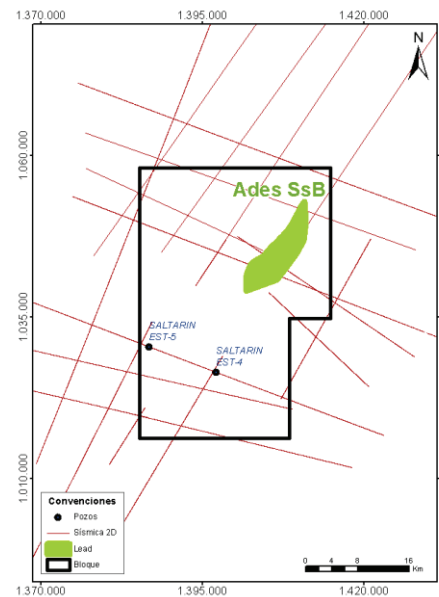 1.370.000 1.395.000 1.420.000
N
1.060.000
Ades SsB
1.035.000
SALTARIN
EST-5
SALTARIN
EST-4
1.010.000
Convenciones
Pozos
Sísmica 2D
Lead
Bloque
0 4 8 16
Km
1.370.000 1.395.000 1.420.000